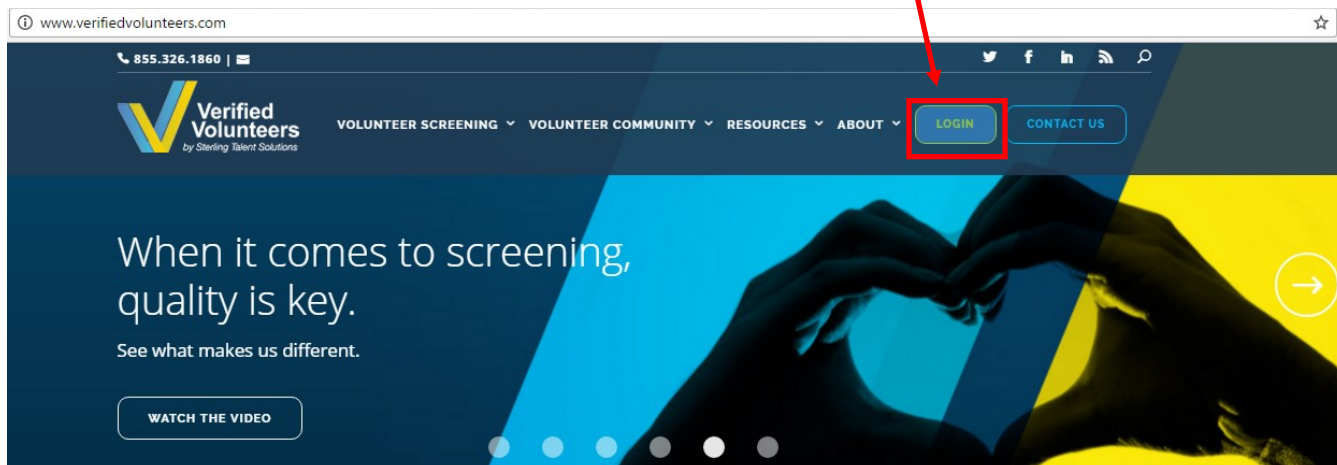 www.verifiedvolunteers.com
855.326.1860 |
Verified
Volunteers
by Sterling Talent Solutions
VOLUNTEER SCREENING VOLUNTEER COMMUNITY RESOURCES ABOUT LOGIN CONTACT US
When it comes to screening,
quality is key.
See what makes us different.
WATCH THE VIDEO